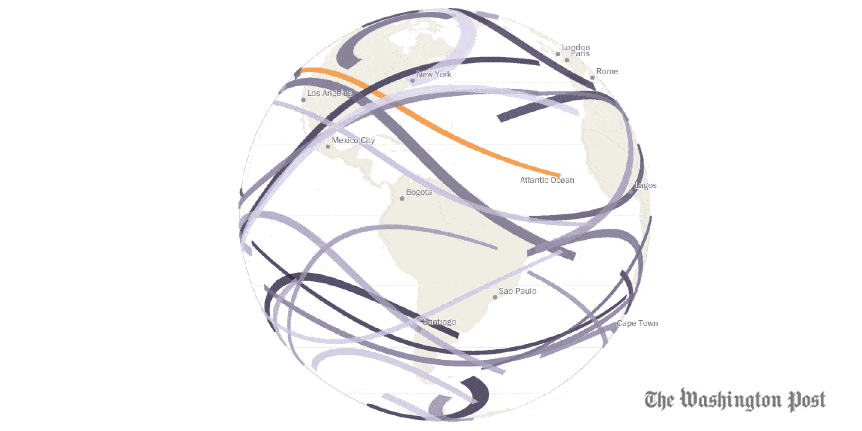 London
Paris
Rome
New York
Los Angeles
Mexico City
Atlantic Ocean
Lagos
Bogota
Sao Paulo
Santiago
Cape Town
The Washington Post